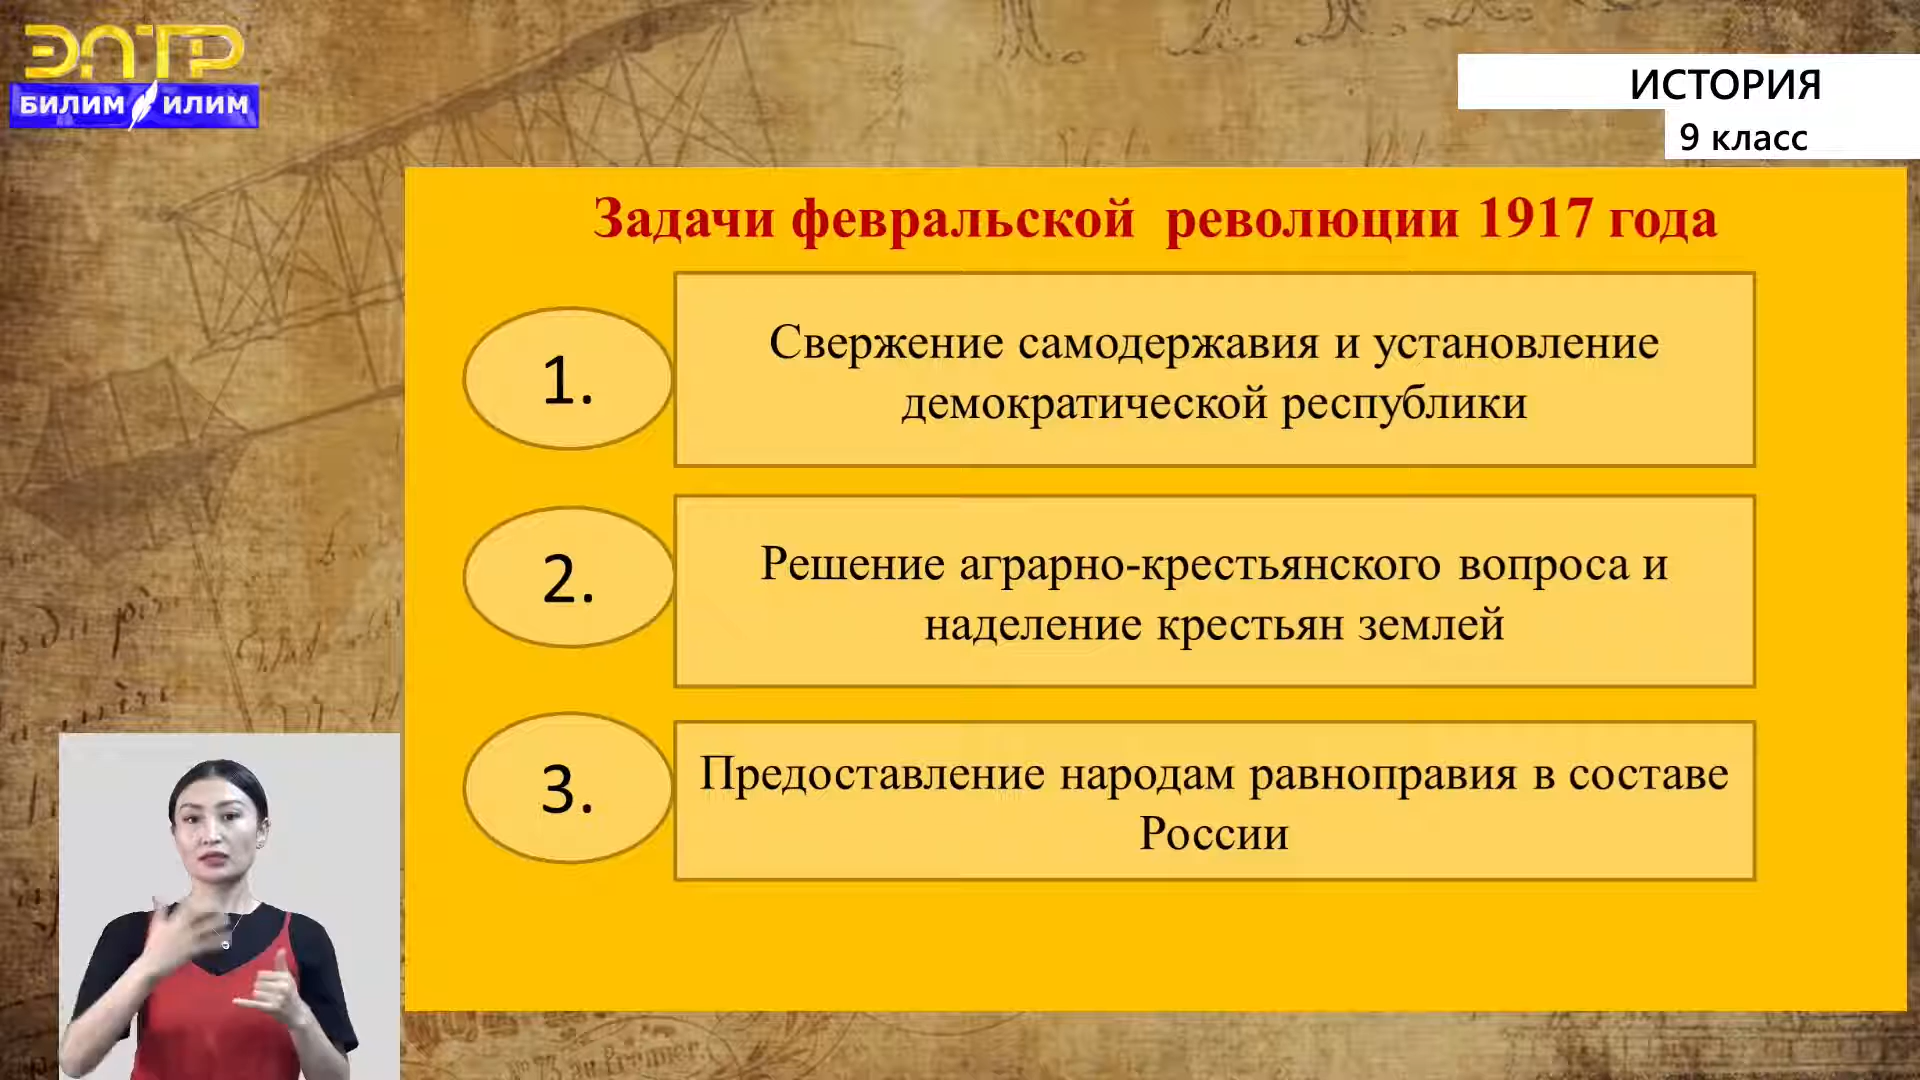 ЭЛТР
БИЛИМ ИЛИМ
ИСТОРИЯ
9 класс
Задачи февральской революции 1917 года
1.
Свержение самодержавия и установление
демократической республики
2.
Решение аграрно-крестьянского вопроса и
наделение крестьян землей
3.
Предоставление народам равноправия в составе
России